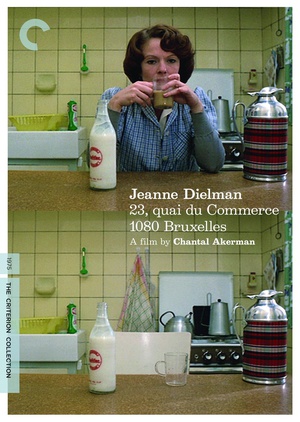 Jeanne Dielman
23, quai du Commerce
1080 Bruxelles
A film by Chantal Akerman
1975
THE CRITERION COLLECTION